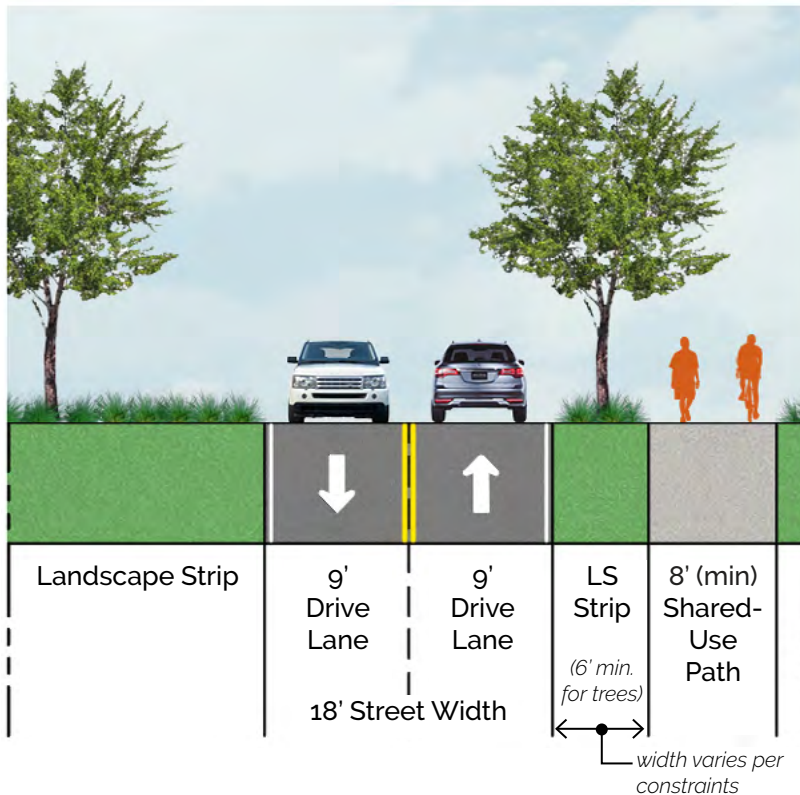 Landscape Strip
9’
Drive
Lane
9’
Drive
Lane
LS
Strip
(6’ min.
for trees)
8’ (min)
Shared-
Use
Path
18’ Street Width
width varies per
constraints